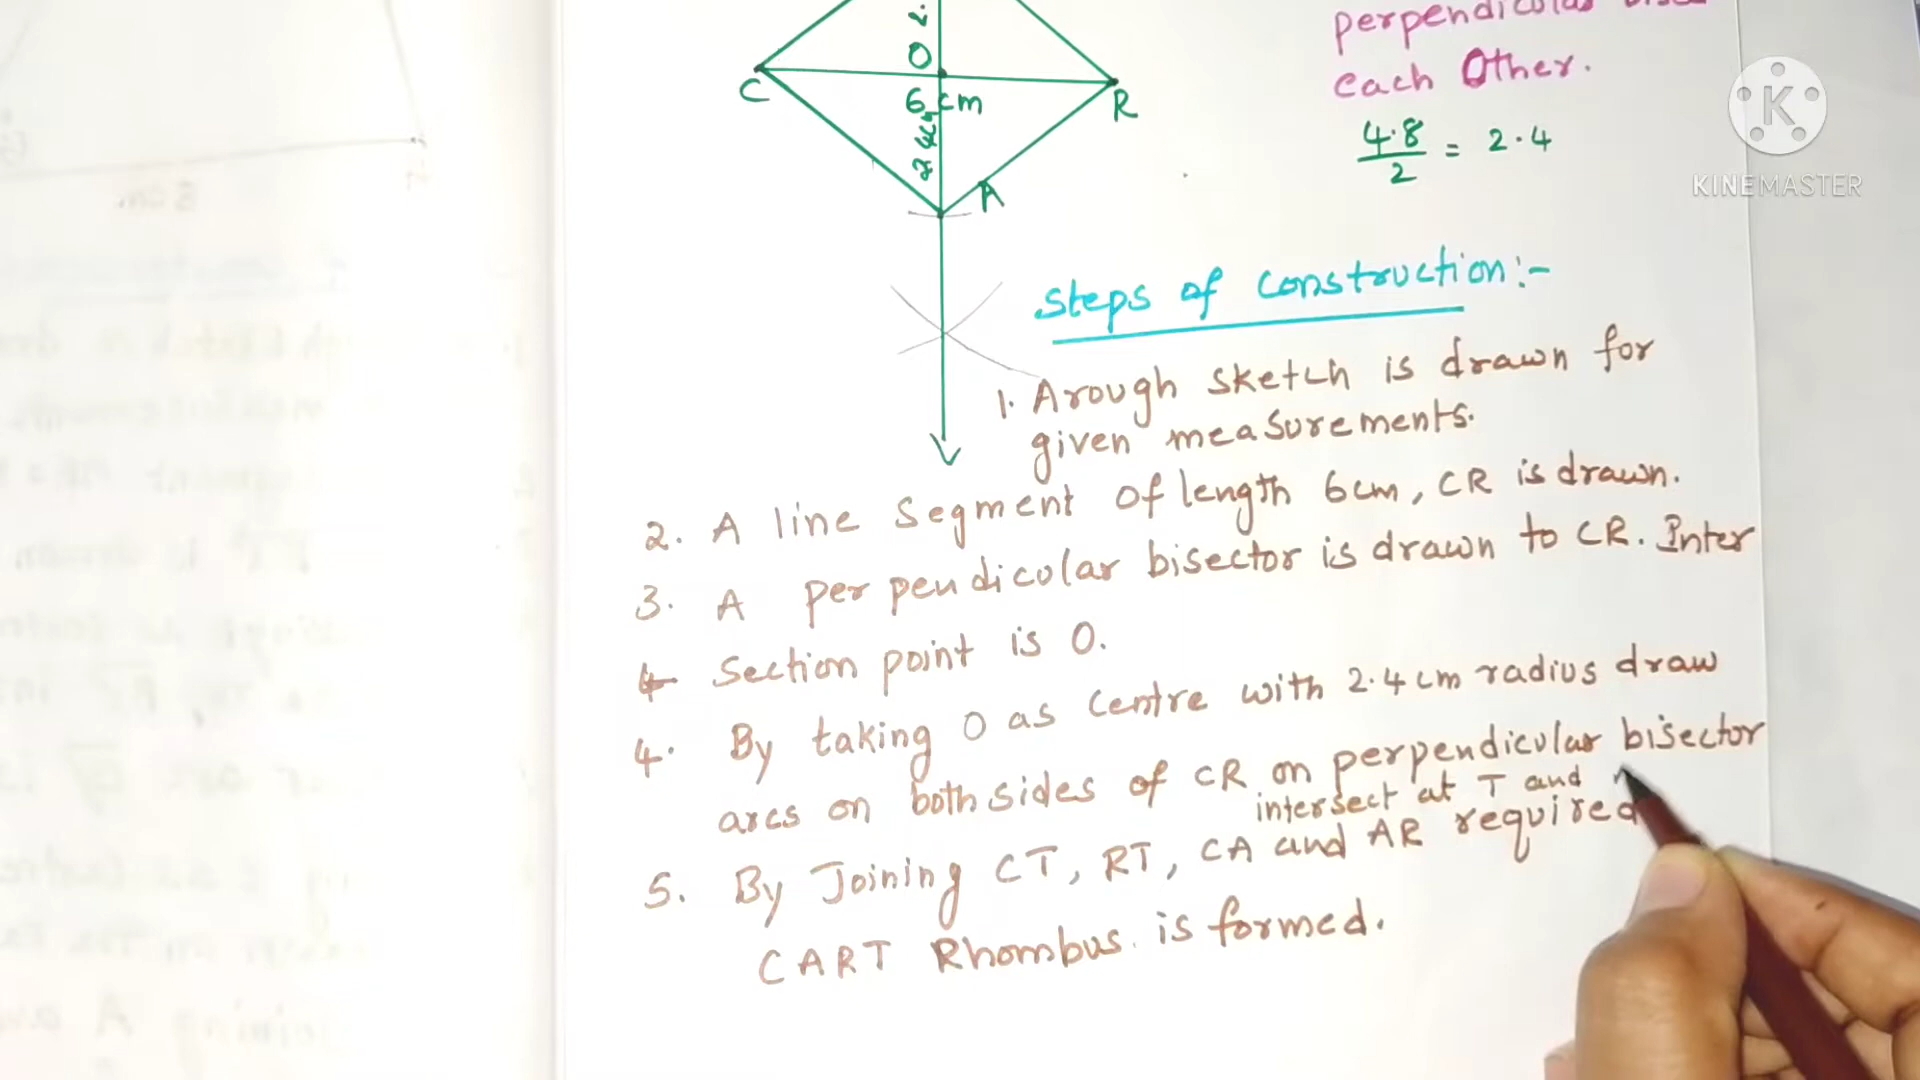 perpendicular
each Other.
O
C
6 cm
R
2.4cm
A
4.8
2
= 2.4
K
KINEMASTER
Steps of construction:-
1. A rough sketch is drawn for
given measurements.
2. A line segment of length 6cm, CR is drawn.
3. A perpendicular bisector is drawn to CR. Inter
4 section point is O.
4. By taking O as centre with 2.4cm radius draw
arcs on both sides of CR on perpendicular bisector
intersect at T and
5. By Joining CT, RT, CA and AR required
CART Rhombus is formed.